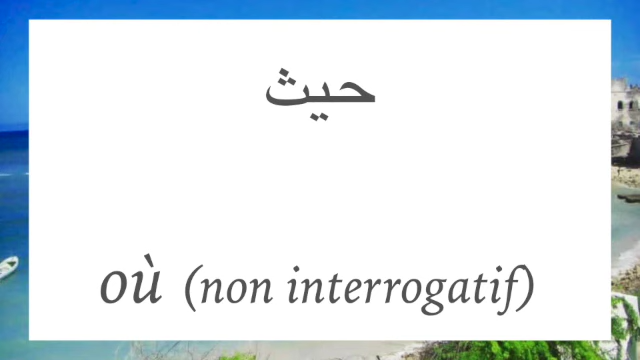 حيث
où (non interrogatif)